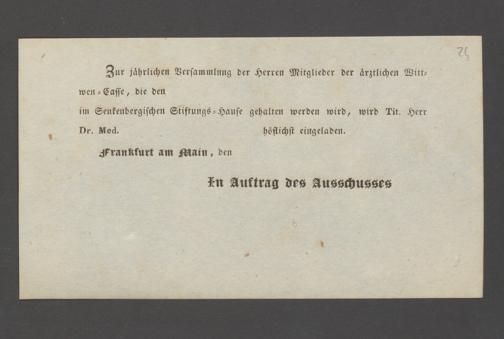 Zur jährlichen Versammlung der Herren Mitglieder der ärztlichen Witt-
wen-Casse, die den
im Senkenbergischen Stiftungs-Hause gehalten werden wird, wird Tit. Herr
Dr. Med. höflichst eingeladen.
Frankfurt am Main, den
In Auftrag des Ausschusses